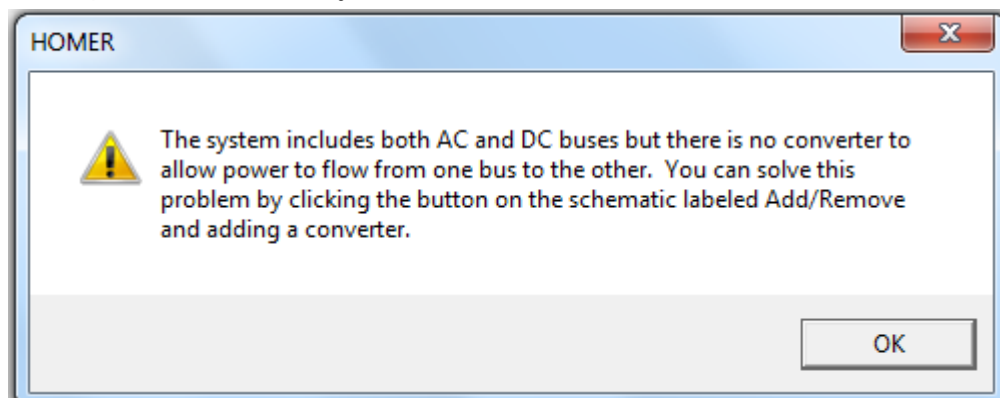 HOMER
The system includes both AC and DC buses but there is no converter to
allow power to flow from one bus to the other.  You can solve this
problem by clicking the button on the schematic labeled Add/Remove
and adding a converter.
OK